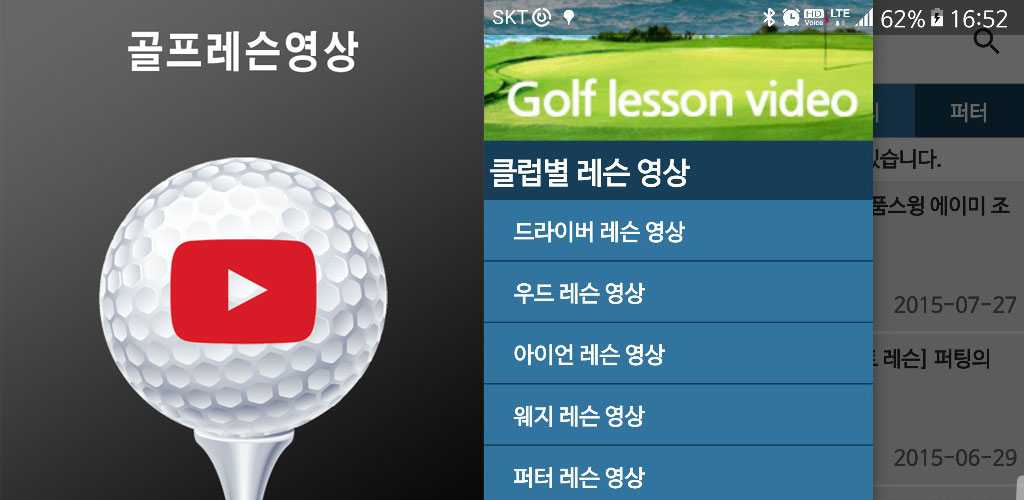 골프레슨영상
SKT
HD Voice LTE 62% 16:52
Golf lesson video
클럽별 레슨 영상
드라이버 레슨 영상
우드 레슨 영상
아이언 레슨 영상
웨지 레슨 영상
퍼터 레슨 영상
퍼터
있습니다.
품스윙 에이미 조
2015-07-27
레슨] 퍼팅의
2015-06-29